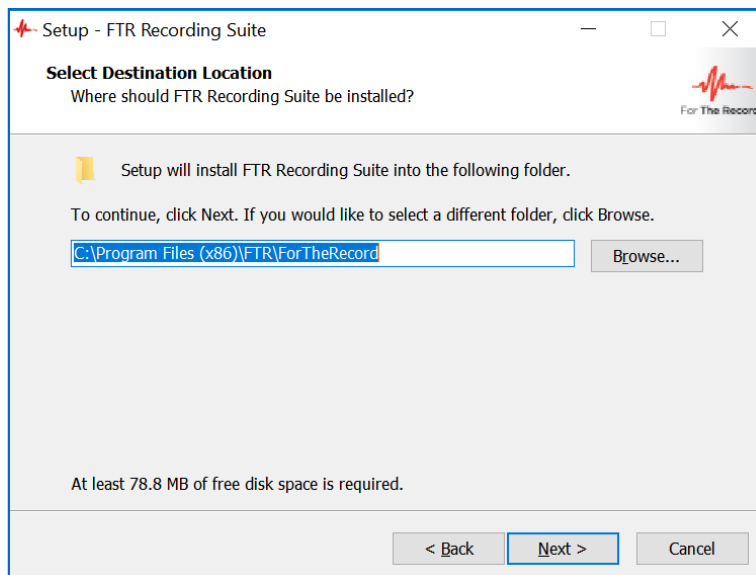 Setup - FTR Recording Suite
Select Destination Location
Where should FTR Recording Suite be installed?
For The Record
Setup will install FTR Recording Suite into the following folder.
To continue, click Next. If you would like to select a different folder, click Browse.
C:\Program Files (x86)\FTR\ForTheRecord
Browse...
At least 78.8 MB of free disk space is required.
< Back
Next >
Cancel